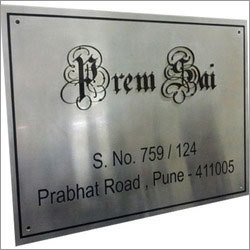 Prem Sai
S. No. 759 / 124
Prabhat Road , Pune - 411005